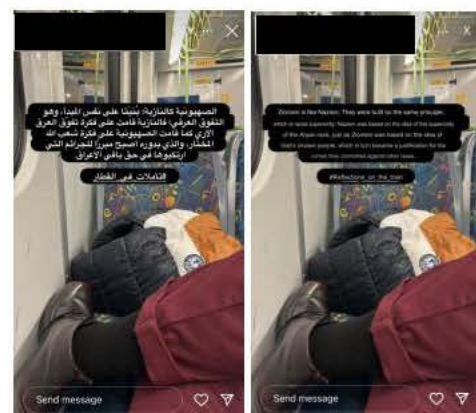 الصهيونية كالنازية؛ بُنيتا على نفس المبدأ، وهو
التفوق العرقي؛ فالنازية قامت على فكرة تفوق العرق
الآري كما قامت الصهيونية على فكرة شعب الله
المختار، والذي بدوره أصبح مبررا للجرائم التي
ارتكبوها في حق باقي الأعراق
#تأملات_في_القطار
Send message
Zionism is like Nazism; They were built on the same principle,
which is racial superiority; Nazism was based on the idea of the superiority
of the Aryan race, just as Zionism was based on the idea of
God's chosen people, which in turn became a justification for the
crimes they committed against other races.
#Reflections_on_the_train
Send message